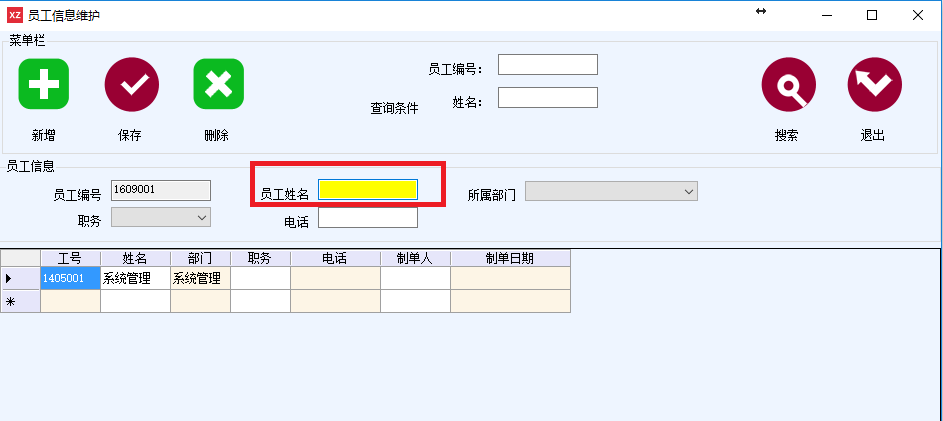 XZ 员工信息维护
菜单栏
员工编号:
查询条件 姓名:
新增 保存 删除 搜索 退出
员工信息
员工编号 1609001 员工姓名 所属部门
职务 电话
工号 姓名 部门 职务 电话 制单人 制单日期
1405001 系统管理 系统管理